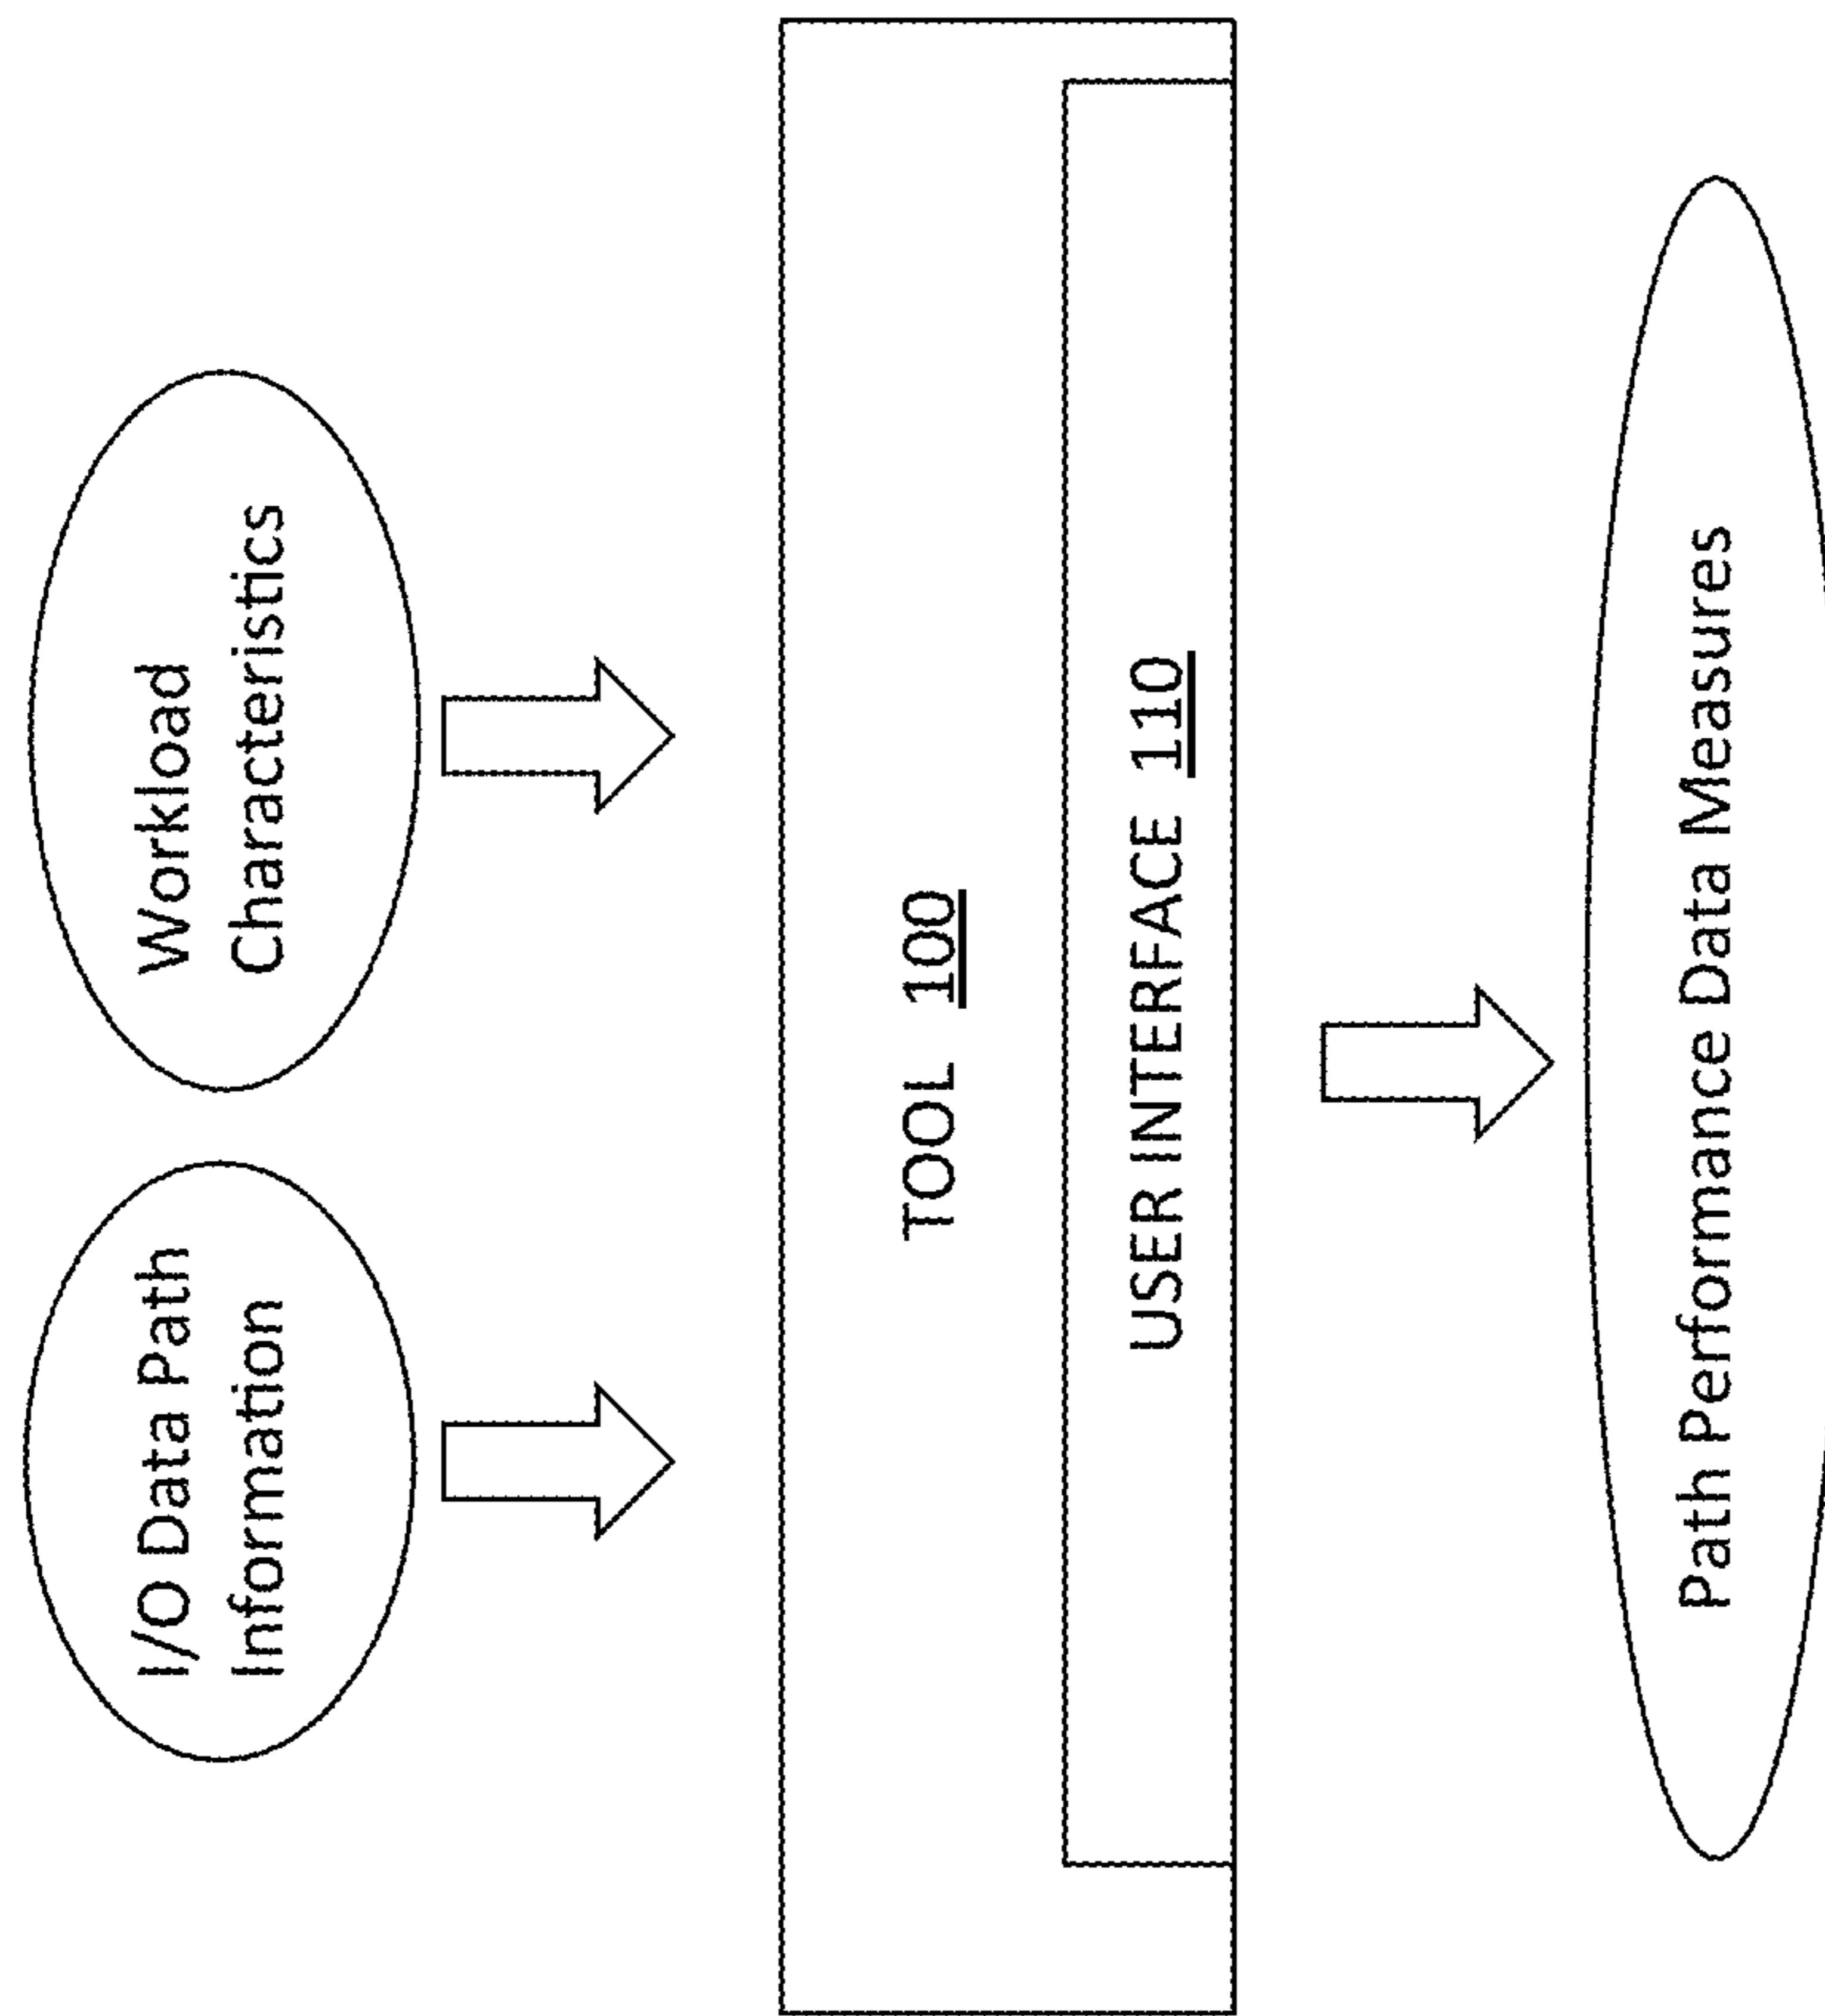 I/O Data Path
Information
Workload
Characteristics
TOOL 100
USER INTERFACE 110
Path Performance Data Measures